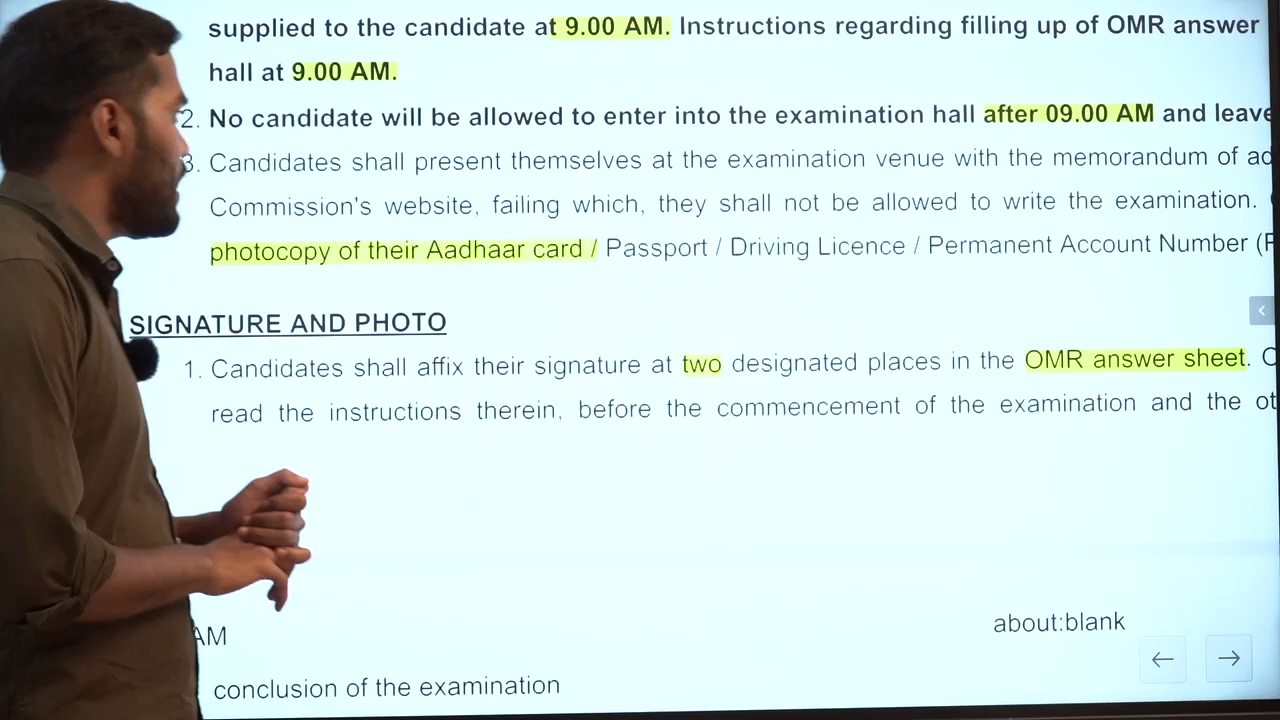 supplied to the candidate at 9.00 AM. Instructions regarding filling up of OMR answer
hall at 9.00 AM.
2. No candidate will be allowed to enter into the examination hall after 09.00 AM and leave
3. Candidates shall present themselves at the examination venue with the memorandum of ad
Commission's website, failing which, they shall not be allowed to write the examination.
photocopy of their Aadhaar card / Passport / Driving Licence / Permanent Account Number (P
SIGNATURE AND PHOTO
1. Candidates shall affix their signature at two designated places in the OMR answer sheet. C
read the instructions therein, before the commencement of the examination and the ot
AM
about:blank
conclusion of the examination